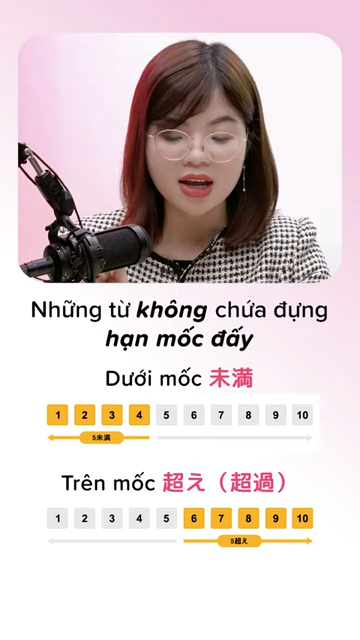 Những từ không chứa đựng
hạn mốc đấy
Dưới mốc 未満
1 2 3 4 5 6 7 8 9 10
5未満
Trên mốc 超え（超過）
1 2 3 4 5 6 7 8 9 10
5超え